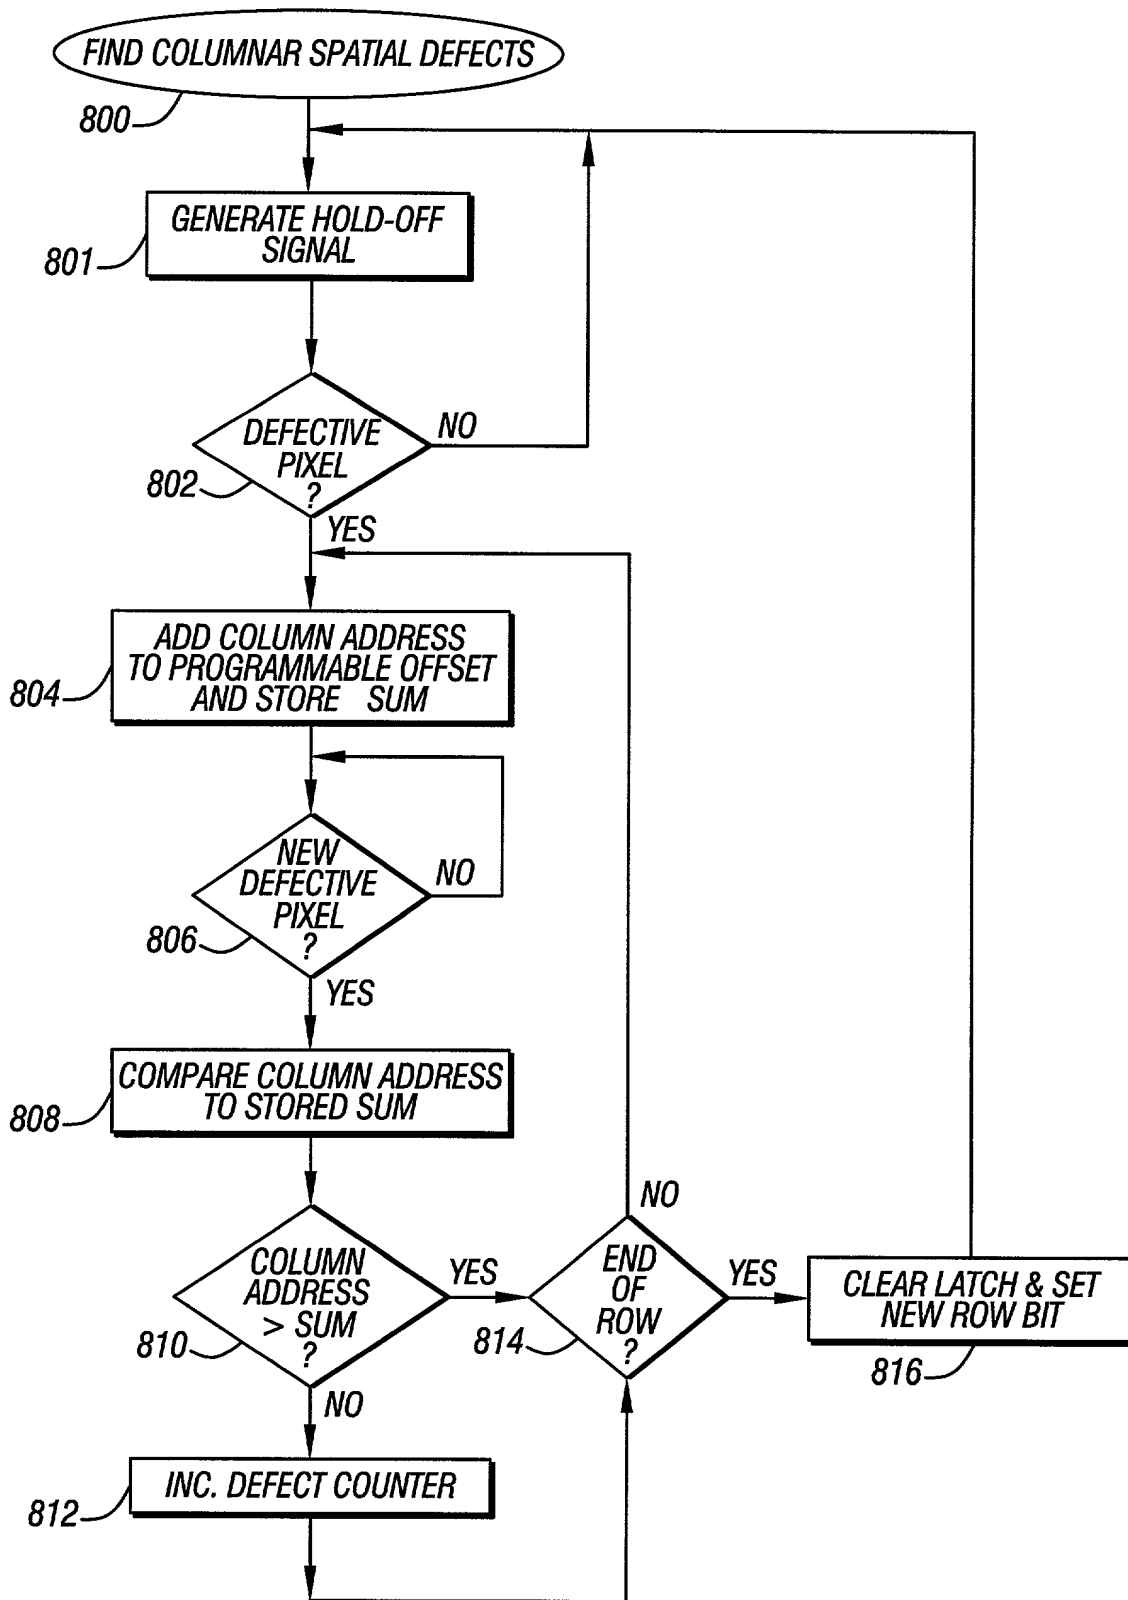 FIND COLUMNAR SPATIAL DEFECTS
800
GENERATE HOLD-OFF
SIGNAL
801
DEFECTIVE
PIXEL
?
NO
802
YES
ADD COLUMN ADDRESS
TO PROGRAMMABLE OFFSET
AND STORE SUM
804
NEW
DEFECTIVE
PIXEL
?
NO
806
YES
COMPARE COLUMN ADDRESS
TO STORED SUM
808
COLUMN
ADDRESS
> SUM
?
YES
810
NO
END
OF
ROW
?
NO
YES
814
CLEAR LATCH & SET
NEW ROW BIT
816
INC. DEFECT COUNTER
812